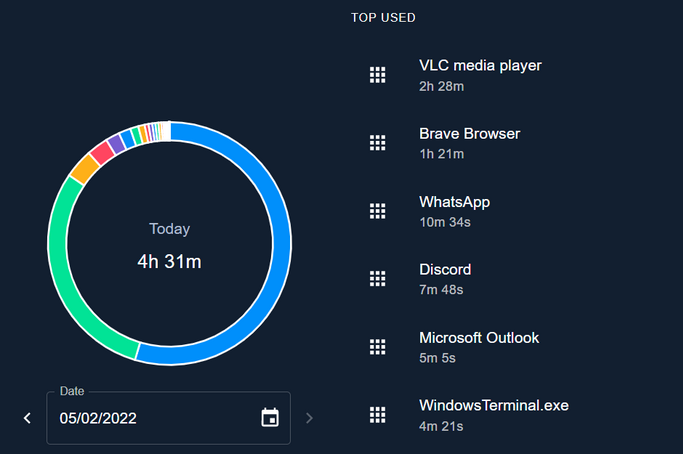 TOP USED
VLC media player
2h 28m
Brave Browser
1h 21m
WhatsApp
10m 34s
Discord
7m 48s
Microsoft Outlook
5m 5s
WindowsTerminal.exe
4m 21s
Today
4h 31m
Date
05/02/2022